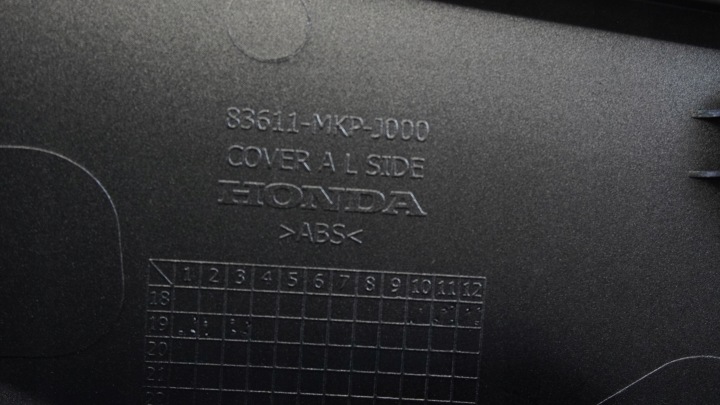 83611-MKP-J000
COVER A L SIDE
HONDA
>ABS<
1 2 3 4 5 6 7 8 9 10 11 12
18
19
20
21